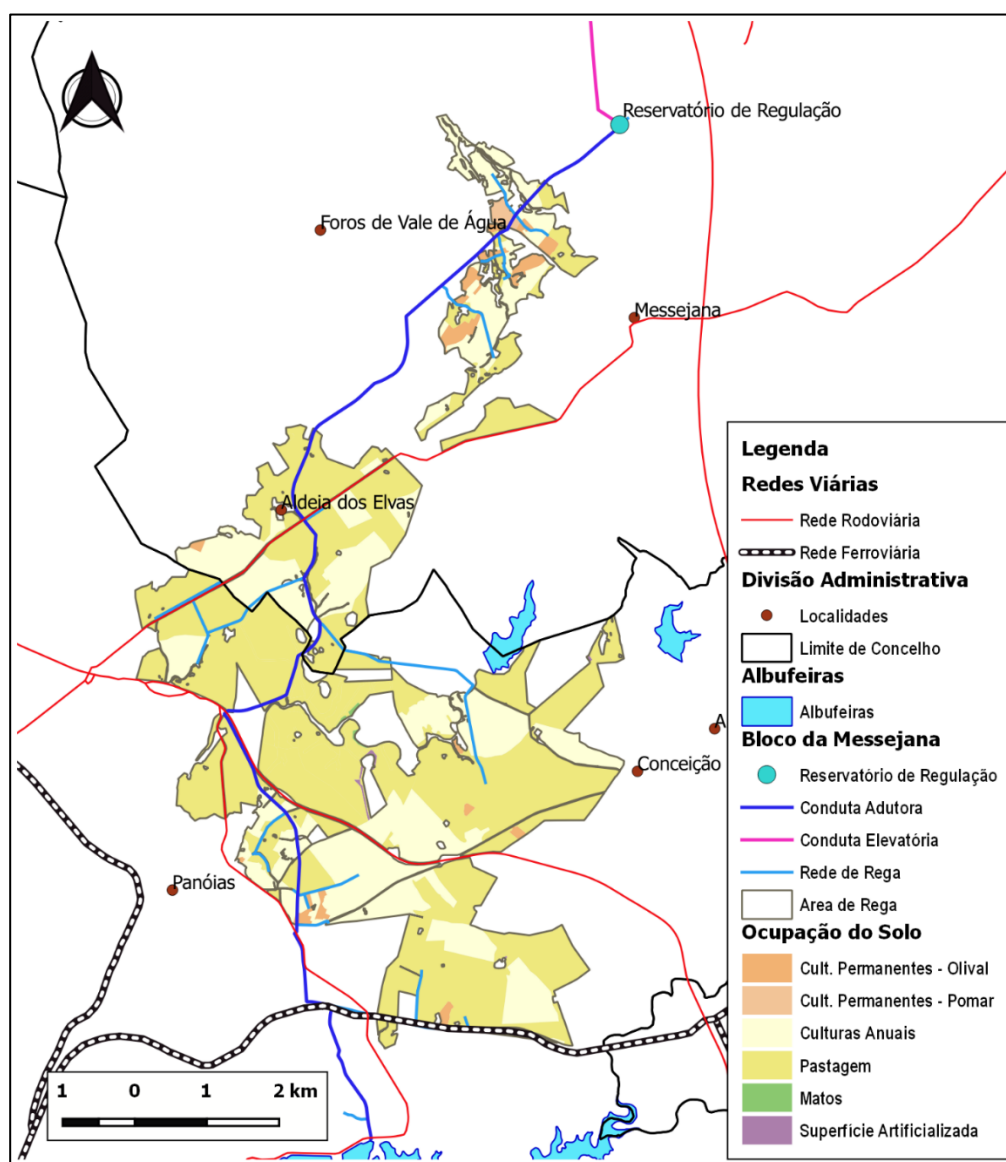 Reservatório de Regulação
Foros de Vale de Água
Messejana
Aldeia dos Elvas
A
Conceição
Panóias
Legenda
Redes Viárias
Rede Rodoviária
Rede Ferroviária
Divisão Administrativa
Localidades
Limite de Concelho
Albufeiras
Albufeiras
Bloco da Messejana
Reservatório de Regulação
Conduta Adutora
Conduta Elevatória
Rede de Rega
Area de Rega
Ocupação do Solo
Cult. Permanentes - Olival
Cult. Permanentes - Pomar
Culturas Anuais
Pastagem
Matos
Superfície Artificializada
1 0 1 2 km